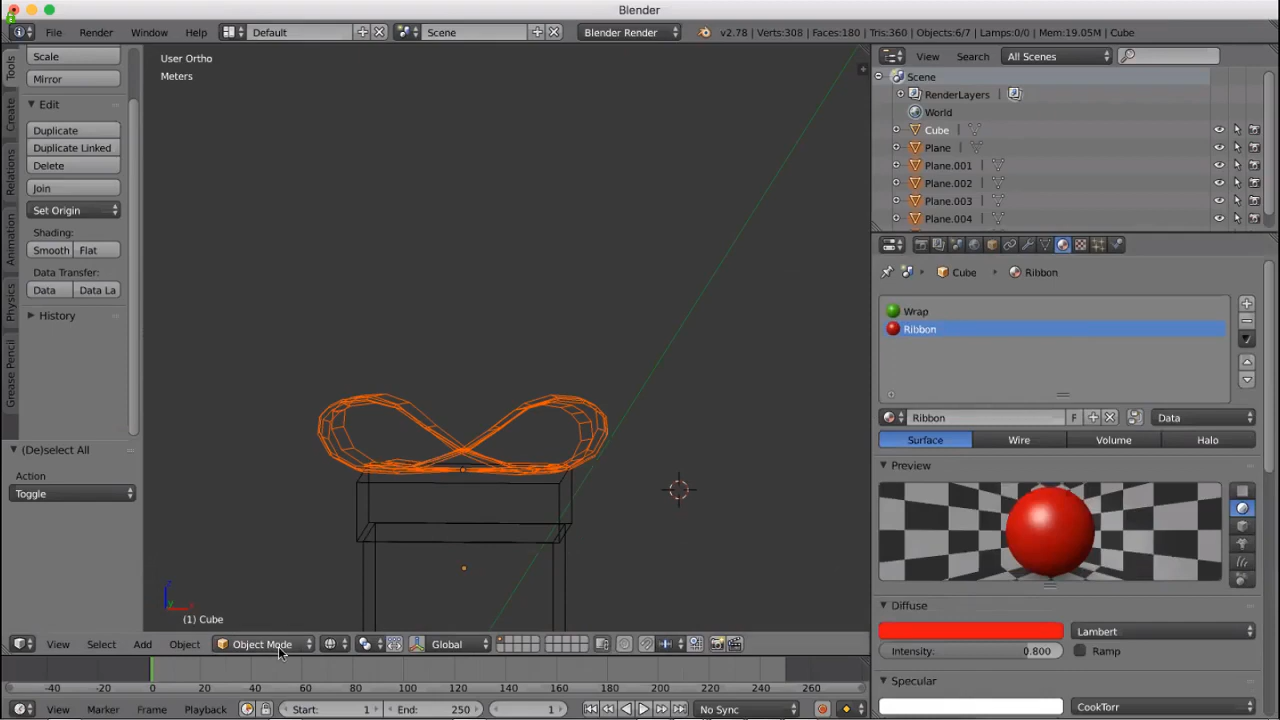 Blender
File Render Window Help Default Scene Blender Render v2.78 | Verts:308 | Faces:180 | Tris:360 | Objects:6/7 | Lamps:0/0 | Mem:19.05M | Cube
Tools
Create
Relations
Animation
Physics
Grease Pencil
Scale
Mirror
Edit
Duplicate
Duplicate Linked
Delete
Join
Set Origin
Shading:
Smooth Flat
Data Transfer:
Data Data La
History
(De)select All
Action
Toggle
User Ortho
Meters
(1) Cube
View Select Add Object Object Mode Global
-40 -20 0 20 40 60 80 100 120 140 160 180 200 220 240 260
View Marker Frame Playback Start: 1 End: 250 1 No Sync
View Search All Scenes
Scene
RenderLayers
World
Cube
Plane
Plane.001
Plane.002
Plane.003
Plane.004
Cube Ribbon
Wrap
Ribbon
Ribbon F Data
Surface Wire Volume Halo
Preview
Diffuse
Lambert
Intensity: 0.800 Ramp
Specular
CookTorr